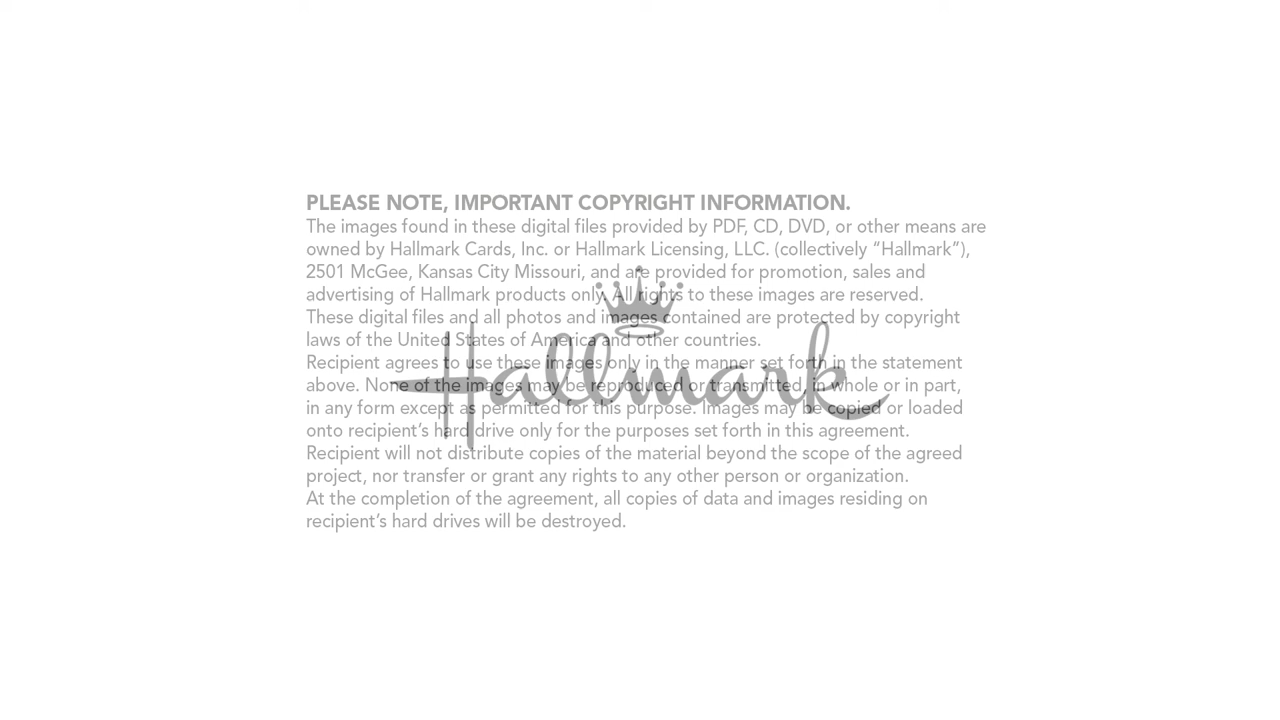 PLEASE NOTE, IMPORTANT COPYRIGHT INFORMATION.
The images found in these digital files provided by PDF, CD, DVD, or other means are
owned by Hallmark Cards, Inc. or Hallmark Licensing, LLC. (collectively “Hallmark”),
2501 McGee, Kansas City Missouri, and are provided for promotion, sales and
advertising of Hallmark products only. All rights to these images are reserved.
These digital files and all photos and images contained are protected by copyright
laws of the United States of America and other countries.
Recipient agrees to use these images only in the manner set forth in the statement
above. None of the images may be reproduced or transmitted, in whole or in part,
in any form except as permitted for this purpose. Images may be copied or loaded
onto recipient’s hard drive only for the purposes set forth in this agreement.
Recipient will not distribute copies of the material beyond the scope of the agreed
project, nor transfer or grant any rights to any other person or organization.
At the completion of the agreement, all copies of data and images residing on
recipient’s hard drives will be destroyed.
Hallmark